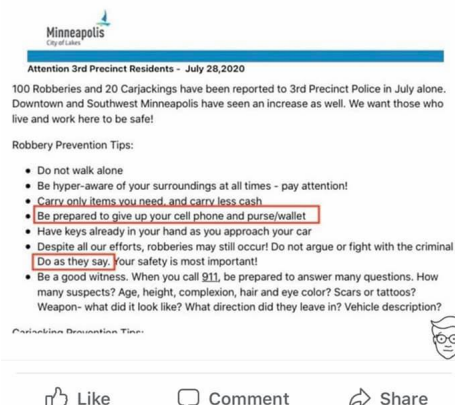 Minneapolis
City of Lakes
Attention 3rd Precinct Residents - July 28,2020
100 Robberies and 20 Carjackings have been reported to 3rd Precinct Police in July alone.
Downtown and Southwest Minneapolis have seen an increase as well. We want those who
live and work here to be safe!
Robbery Prevention Tips:
• Do not walk alone
• Be hyper-aware of your surroundings at all times - pay attention!
• Carry only items you need, and carry less cash
• Be prepared to give up your cell phone and purse/wallet
• Have keys already in your hand as you approach your car
• Despite all our efforts, robberies may still occur! Do not argue or fight with the criminal
Do as they say. Your safety is most important!
• Be a good witness. When you call 911, be prepared to answer many questions. How
many suspects? Age, height, complexion, hair and eye color? Scars or tattoos?
Weapon- what did it look like? What direction did they leave in? Vehicle description?
Carjacking Prevention Tips:
Like Comment Share